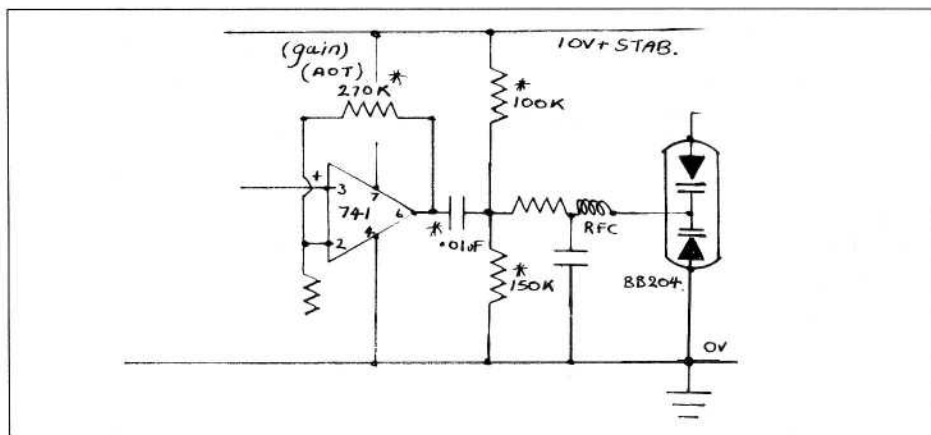 (gain)
(AOT)
270K*
10V+ STAB.
*
100K
+
3
7
741
6
4
2
*
.01uF
RFC
*
150K
BB204
0V